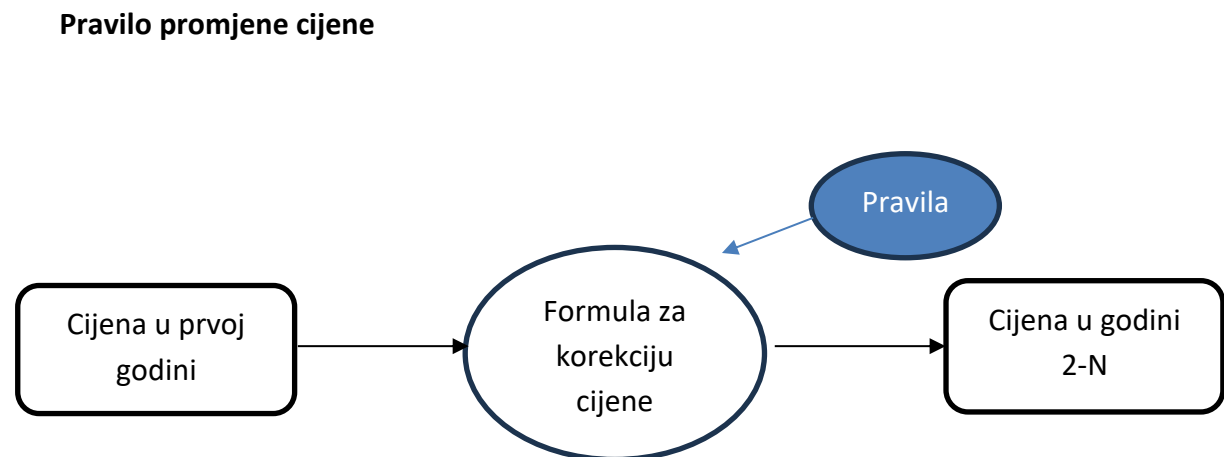 Pravilo promjene cijene
Pravila
Cijena u prvoj
godini
Formula za
korekciju
cijene
Cijena u godini
2-N